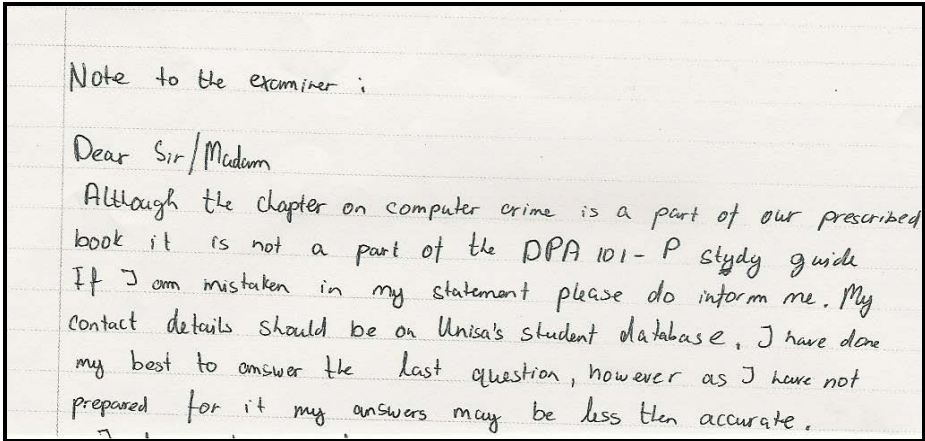 Note to the examiner :
Dear Sir/Madam
Although the chapter on computer crime is a part of our prescribed
book it is not a part of the DPA 101-P stydy guide
If I am mistaken in my statement please do inform me. My
contact details should be on Unisa's student database. I have done
my best to answer the last question, however as I have not
prepared for it my answers may be less then accurate.